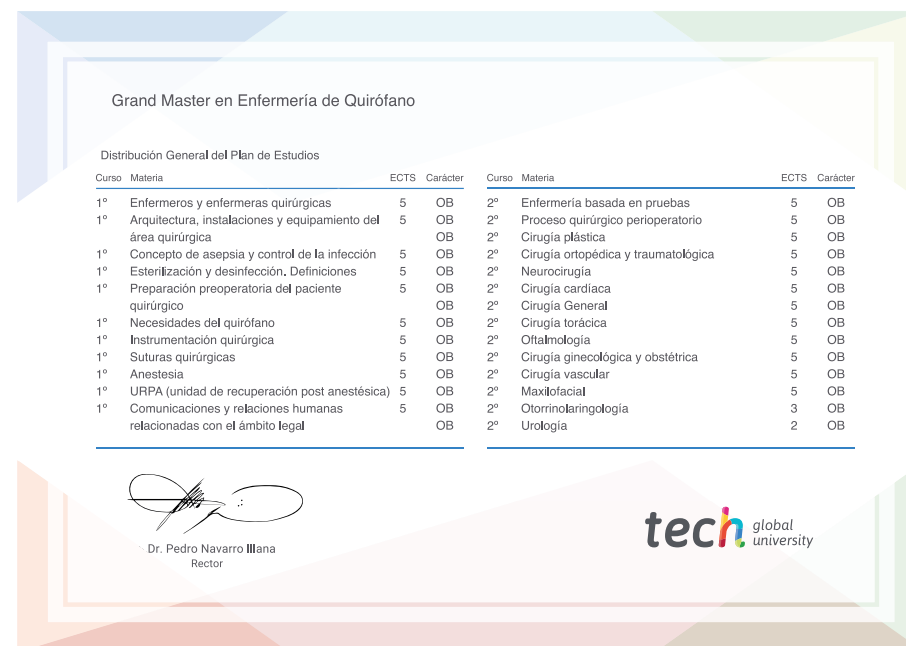 Grand Master en Enfermería de Quirófano
Distribución General del Plan de Estudios
Curso Materia ECTS Carácter
1º Enfermeros y enfermeras quirúrgicas 5 OB
1º Arquitectura, instalaciones y equipamiento del 5 OB
área quirúrgica OB
1º Concepto de asepsia y control de la infección 5 OB
1º Esterilización y desinfección. Definiciones 5 OB
1º Preparación preoperatoria del paciente 5 OB
quirúrgico OB
1º Necesidades del quirófano 5 OB
1º Instrumentación quirúrgica 5 OB
1º Suturas quirúrgicas 5 OB
1º Anestesia 5 OB
1º URPA (unidad de recuperación post anestésica) 5 OB
1º Comunicaciones y relaciones humanas 5 OB
relacionadas con el ámbito legal OB
Curso Materia ECTS Carácter
2º Enfermería basada en pruebas 5 OB
2º Proceso quirúrgico perioperatorio 5 OB
2º Cirugía plástica 5 OB
2º Cirugía ortopédica y traumatológica 5 OB
2º Neurocirugía 5 OB
2º Cirugía cardíaca 5 OB
2º Cirugía General 5 OB
2º Cirugía torácica 5 OB
2º Oftalmología 5 OB
2º Cirugía ginecológica y obstétrica 5 OB
2º Cirugía vascular 5 OB
2º Maxilofacial 5 OB
2º Otorrinolaringología 3 OB
2º Urología 2 OB
Dr. Pedro Navarro Illana
Rector
tech global
university